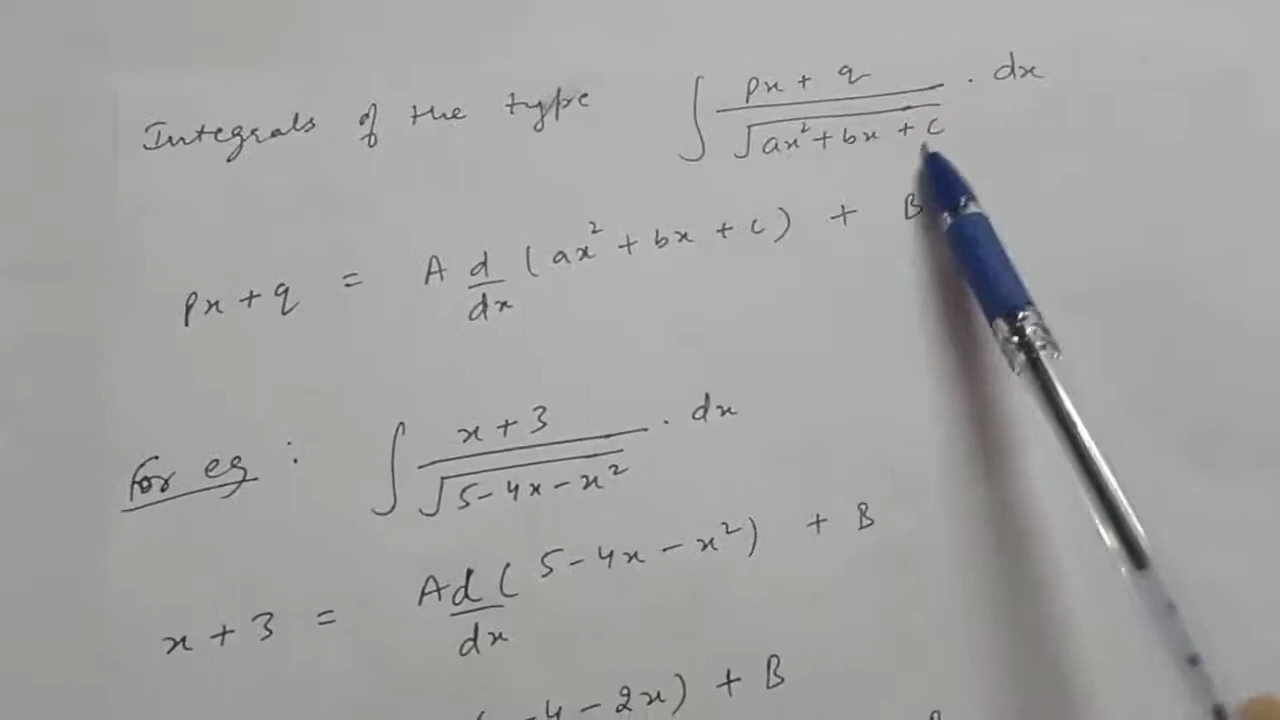 Integrals of the type ∫ px + q / √ax² + bx + c . dx
px + q = A d/dx (ax² + bx + c) + B
For eg : ∫ x + 3 / √5 - 4x - x² . dx
x + 3 = A d/dx (5 - 4x - x²) + B
(-4 - 2x) + B